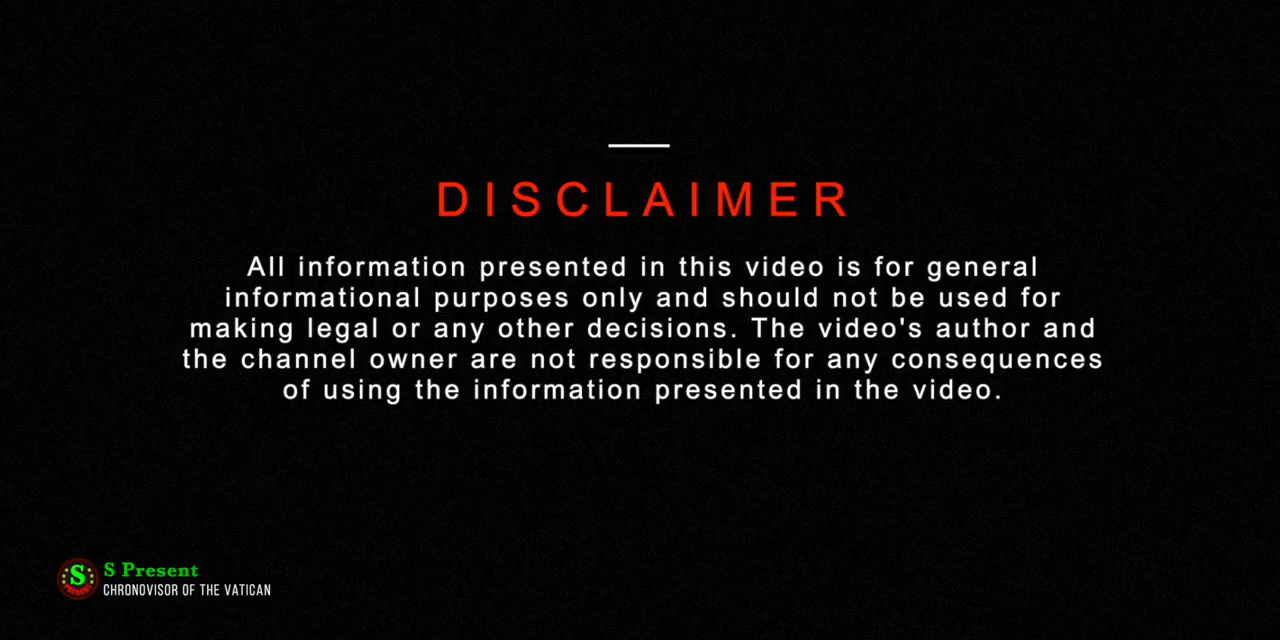 DISCLAIMER
All information presented in this video is for general
informational purposes only and should not be used for
making legal or any other decisions. The video's author and
the channel owner are not responsible for any consequences
of using the information presented in the video.
S
S Present
CHRONOVISOR OF THE VATICAN